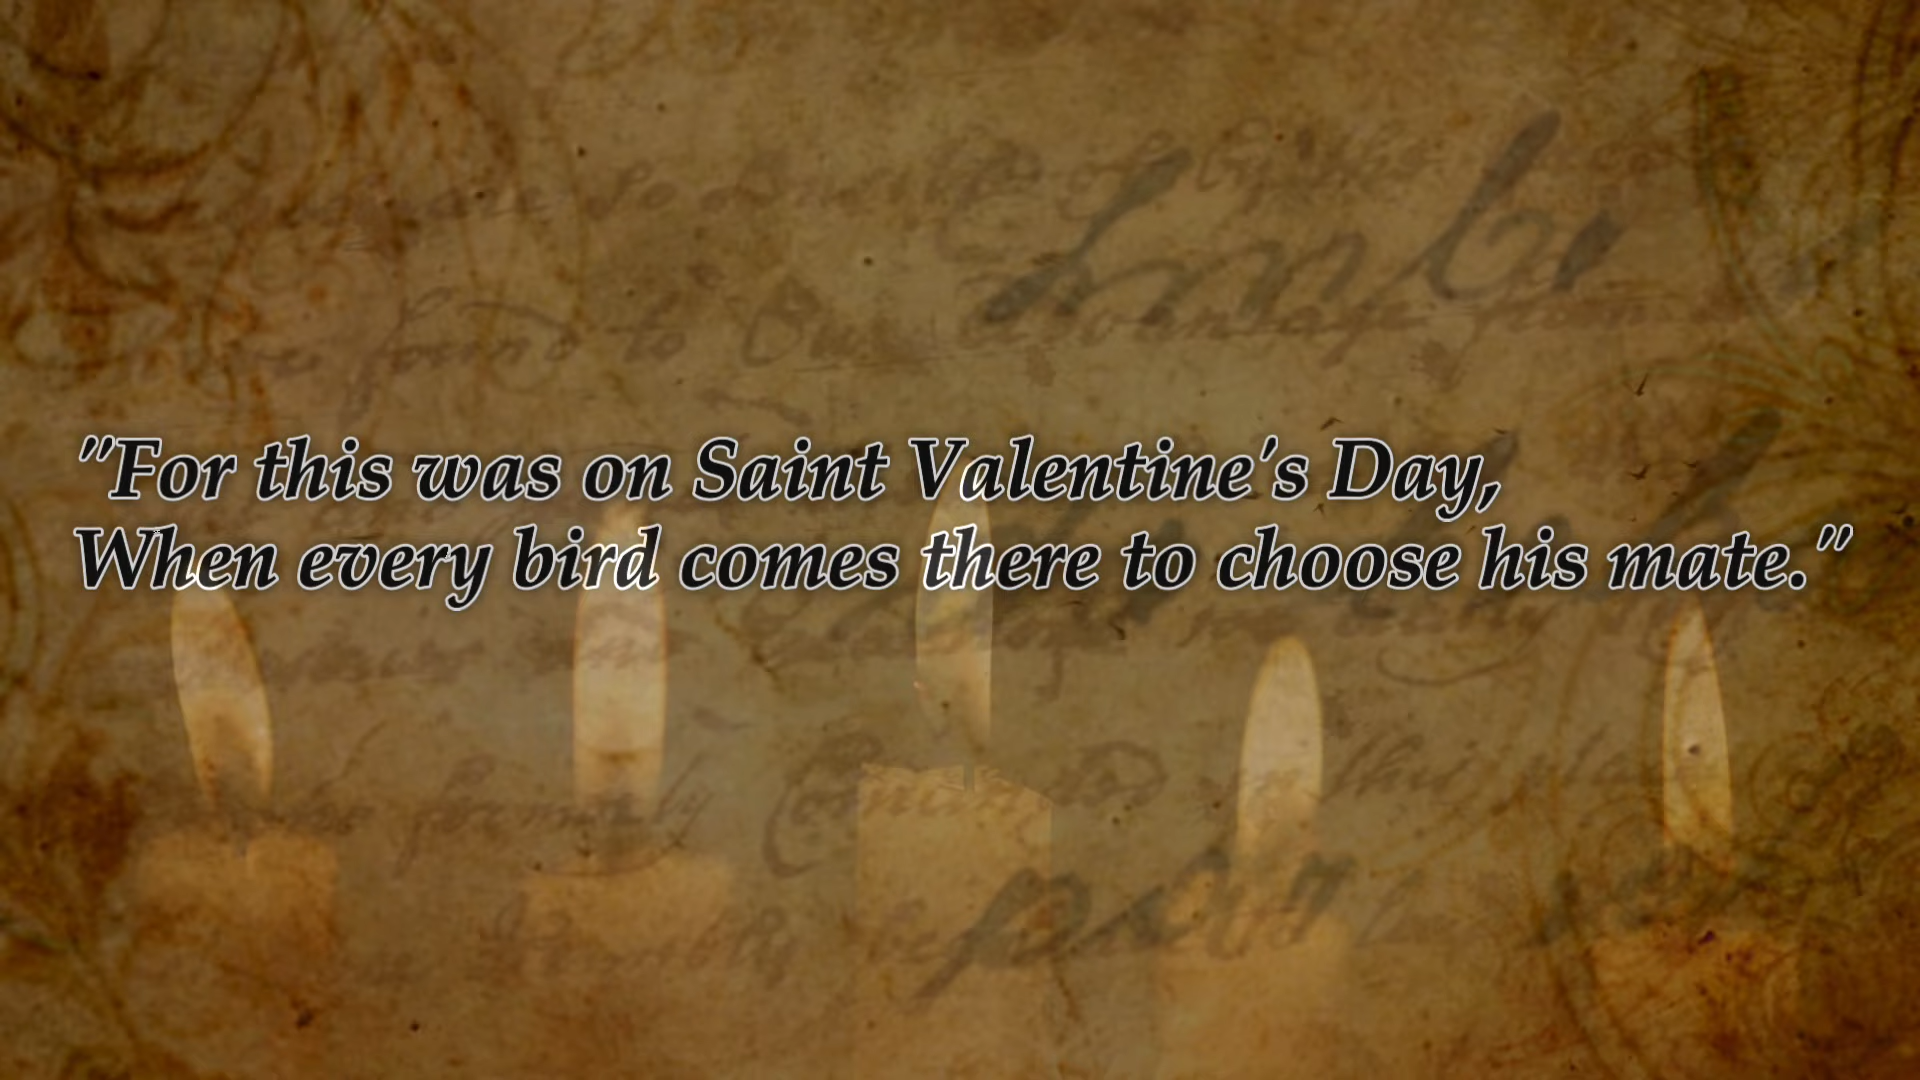 "For this was on Saint Valentine's Day,
When every bird comes there to choose his mate."